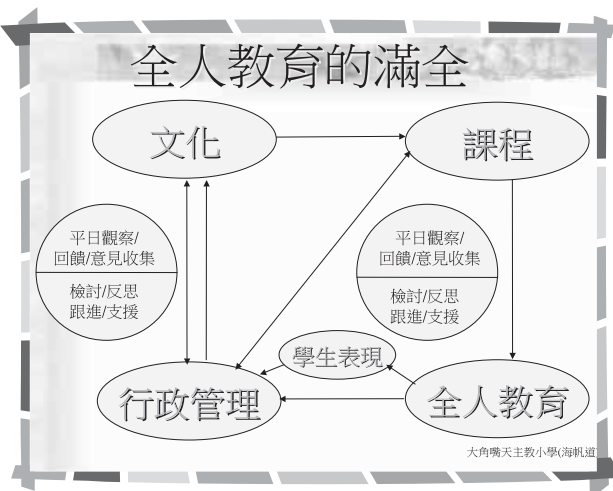 全人教育的滿全
文化
課程
平日觀察/
回饋/意見收集
檢討/反思
跟進/支援
平日觀察/
回饋/意見收集
檢討/反思
跟進/支援
學生表現
行政管理
全人教育
大角嘴天主教小學(海帆道